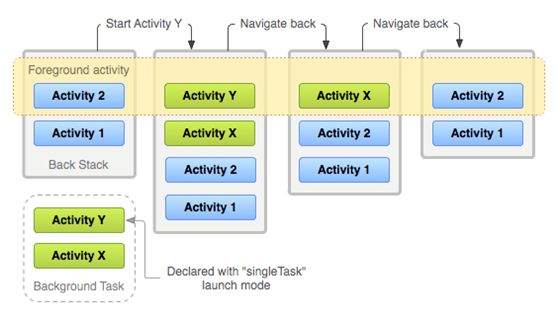 Start Activity Y
Navigate back
Navigate back
Foreground activity
Activity 2
Activity Y
Activity X
Activity 2
Activity 1
Activity X
Activity 2
Activity 1
Back Stack
Activity 2
Activity 1
Activity 1
Activity Y
Activity X
Background Task
Declared with "singleTask"
launch mode